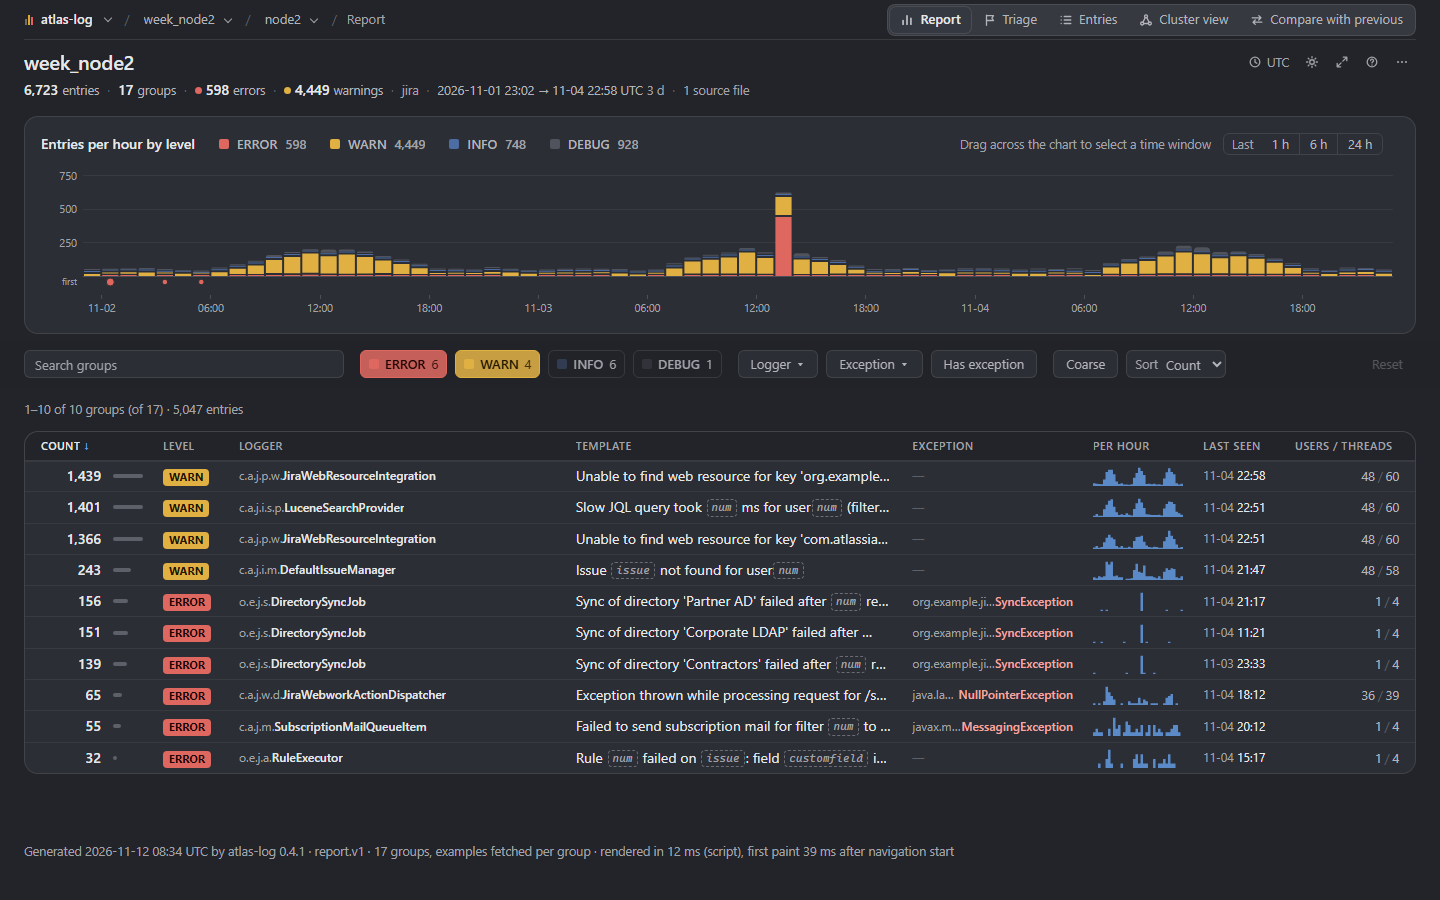 atlas-log / week_node2 / node2 / Report
Report Triage Entries Cluster view Compare with previous
week_node2
UTC
6,723 entries · 17 groups · 598 errors · 4,449 warnings · jira · 2026-11-01 23:02 → 11-04 22:58 UTC 3 d · 1 source file
Entries per hour by level ERROR 598 WARN 4,449 INFO 748 DEBUG 928
Drag across the chart to select a time window Last 1 h 6 h 24 h
750
500
250
first
11-02 06:00 12:00 18:00 11-03 06:00 12:00 18:00 11-04 06:00 12:00 18:00
Search groups ERROR 6 WARN 4 INFO 6 DEBUG 1 Logger Exception Has exception Coarse Sort Count Reset
1–10 of 10 groups (of 17) · 5,047 entries
COUNT ↓ LEVEL LOGGER TEMPLATE EXCEPTION PER HOUR LAST SEEN USERS / THREADS
1,439 WARN c.a.j.p.w.JiraWebResourceIntegration Unable to find web resource for key 'org.example... — 11-04 22:58 48 / 60
1,401 WARN c.a.j.i.s.p.LuceneSearchProvider Slow JQL query took num ms for user num (filter... — 11-04 22:51 48 / 60
1,366 WARN c.a.j.p.w.JiraWebResourceIntegration Unable to find web resource for key 'com.atlassia... — 11-04 22:51 48 / 60
243 WARN c.a.j.i.m.DefaultIssueManager Issue issue not found for user num — 11-04 21:47 48 / 58
156 ERROR o.e.j.s.DirectorySyncJob Sync of directory 'Partner AD' failed after num re... org.example.ji...SyncException 11-04 21:17 1 / 4
151 ERROR o.e.j.s.DirectorySyncJob Sync of directory 'Corporate LDAP' failed after ... org.example.ji...SyncException 11-04 11:21 1 / 4
139 ERROR o.e.j.s.DirectorySyncJob Sync of directory 'Contractors' failed after num r... org.example.ji...SyncException 11-03 23:33 1 / 4
65 ERROR c.a.j.w.d.JiraWebworkActionDispatcher Exception thrown while processing request for /s... java.la... NullPointerException 11-04 18:12 36 / 39
55 ERROR c.a.j.m.SubscriptionMailQueueItem Failed to send subscription mail for filter num to ... javax.m...MessagingException 11-04 20:12 1 / 4
32 ERROR o.e.j.a.RuleExecutor Rule num failed on issue: field customfield i... — 11-04 15:17 1 / 4
Generated 2026-11-12 08:34 UTC by atlas-log 0.4.1 · report.v1 · 17 groups, examples fetched per group · rendered in 12 ms (script), first paint 39 ms after navigation start